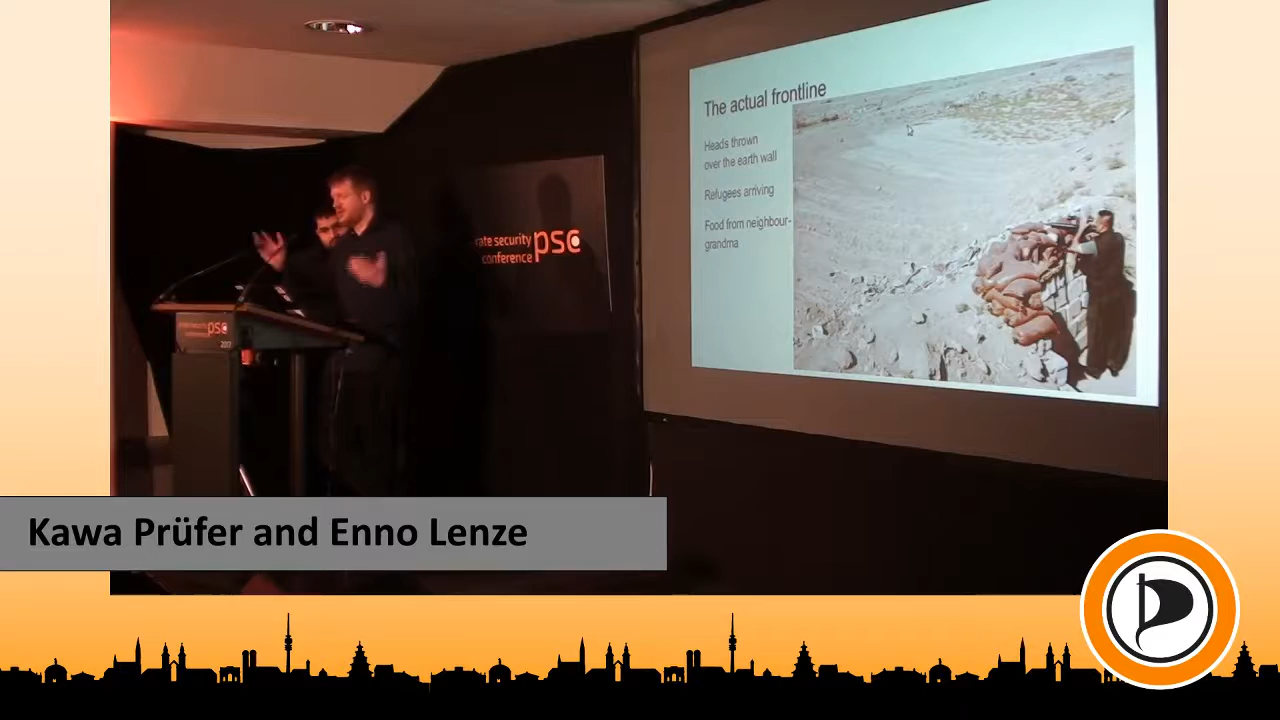 The actual frontline
Heads thrown
over the earth wall
Refugees arriving
Food from neighbour-
grandma
rate security
conference
psc
psc
2017
Kawa Prüfer and Enno Lenze